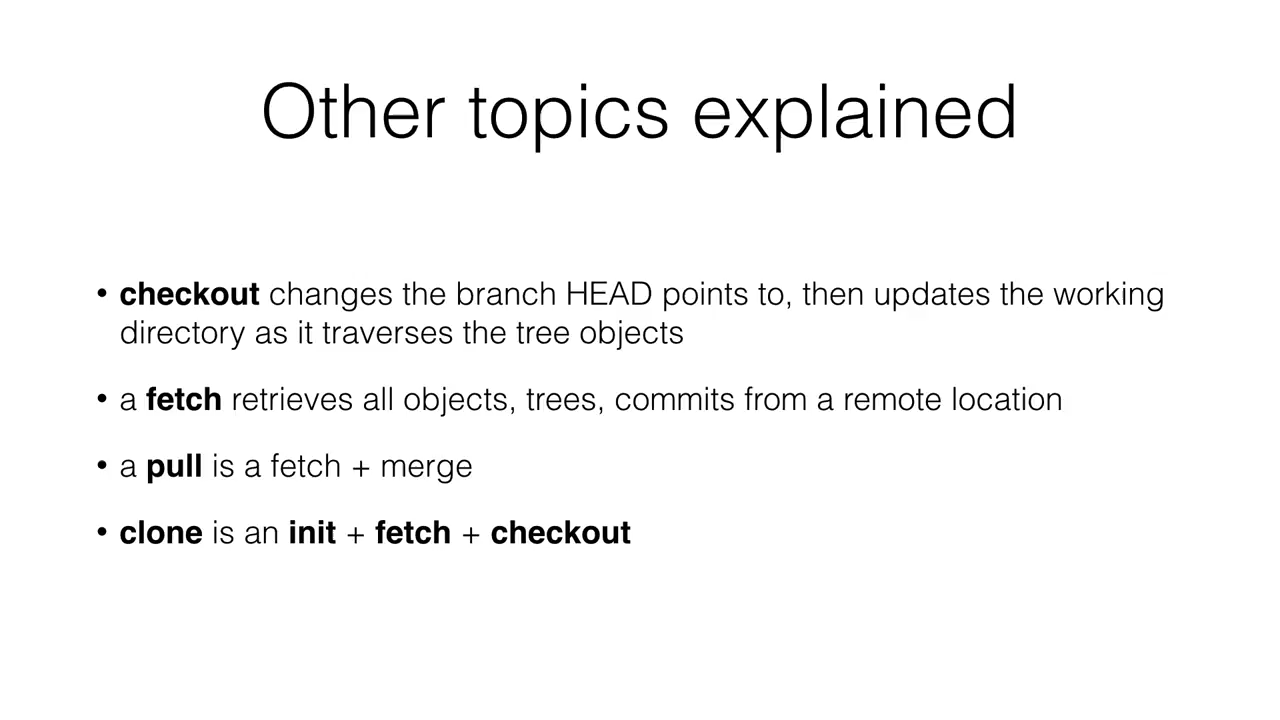 Other topics explained
• checkout changes the branch HEAD points to, then updates the working
directory as it traverses the tree objects
• a fetch retrieves all objects, trees, commits from a remote location
• a pull is a fetch + merge
• clone is an init + fetch + checkout